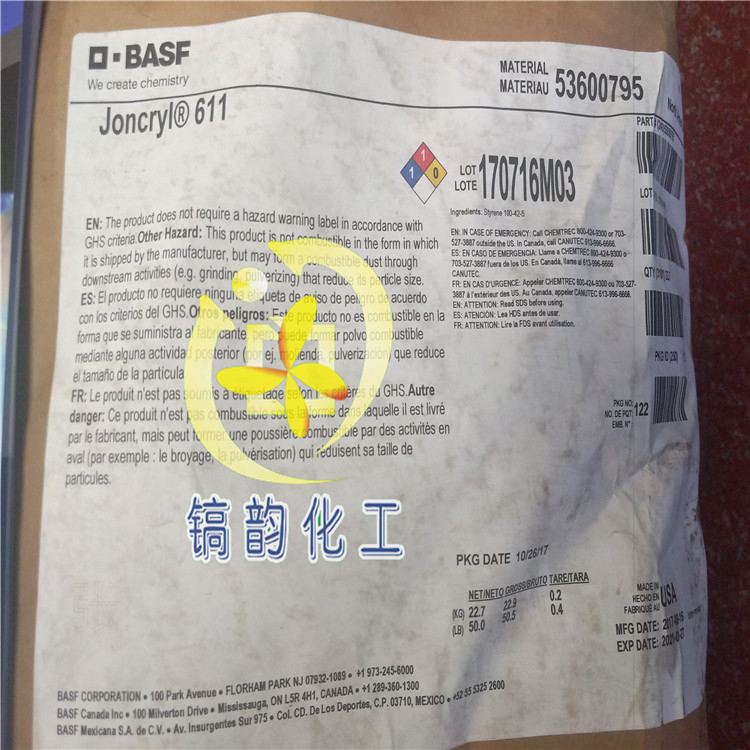 BASF
We create chemistry
Joncryl® 611
MATERIAL
MATERIAU 53600795
LOT
LOTE 170716M03
1
1 0
Ingredients: Styrene 100-42-5
EN: The product does not require a hazard warning label in accordance with
GHS criteria.Other Hazard: This product is not combustible in the form in which
it is shipped by the manufacturer, but may form a combustible dust through
downstream activities (e.g. grinding, pulverizing) that reduce its particle size.
ES: El producto no requiere ninguna etiqueta de aviso de peligro de acuerdo
con los criterios del GHS.Otros peligros: Este producto no es combustible en la
forma que se suministra al fabricante, pero puede formar polvo combustible
mediante alguna actividad posterior (por ej. molienda, pulverización) que reduce
el tamaño de la partícula
FR: Le produit n'est pas soumis à étiquetage selon les critères du GHS.Autre
danger: Ce produit n'est pas combustible sous la forme dans laquelle il est livré
par le fabricant, mais peut former une poussière combustible par des activités en
aval (par exemple : le broyage, la pulvérisation) qui réduisent sa taille de
particules.
EN: IN CASE OF EMERGENCY: Call CHEMTREC 800-424-9300 or 703-
527-3887 outside the US. In Canada, call CANUTEC 613-996-6666.
ES: EN CASO DE EMERGENCIA: Llame a CHEMTREC 800-424-9300 o
703-527-3887 fuera de los US. En Canada, llame al 613-996-6666
CANUTEC.
FR: EN CAS D'URGENCE: Appeler CHEMTREC 800-424-9300 ou 703-527-
3887 à l'extérieur des US. Au Canada, appeler CANUTEC 613-996-6666.
EN: ATTENTION: Read SDS before using.
ES: ATENCIÓN: Lea HDS antes de usar.
FR: ATTENTION: Lire la FDS avant utilisation.
LOT
QTY
PKG ID
PKG NO.
NO. DE PQT. 122
EMB. N°
镐韵化工
PKG DATE 10/26/17
NET/NETO GROSS/BRUTO TARE/TARA
(KG) 22.7 22.9 0.2
(LB) 50.0 50.5 0.4
MADE IN
HECHO EN
FABRIQUÉ AU USA
MFG DATE:
EXP DATE:
BASF CORPORATION • 100 Park Avenue • FLORHAM PARK NJ 07932-1089 • +1 973-245-6000
BASF Canada Inc • 100 Milverton Drive • Mississauga, ON L5R 4H1, CANADA • +1 289-360-1300
BASF Mexicana S.A. de C.V. • Av. Insurgentes Sur 975 • Col. CD. De Los Deportes, C.P. 03710, MEXICO • +52 55 5325 2600